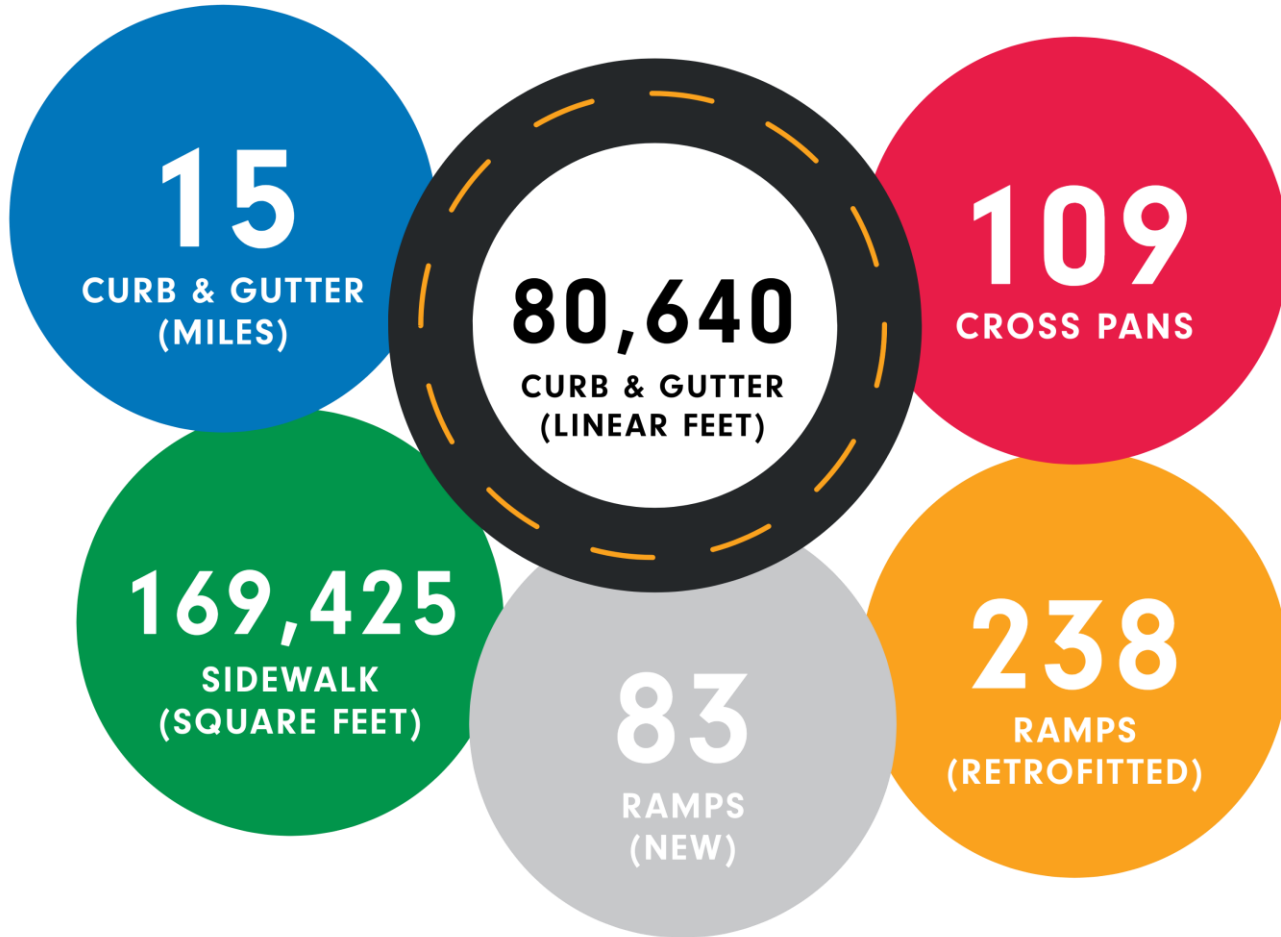 15
CURB & GUTTER
(MILES)
80,640
CURB & GUTTER
(LINEAR FEET)
109
CROSS PANS
169,425
SIDEWALK
(SQUARE FEET)
83
RAMPS
(NEW)
238
RAMPS
(RETROFITTED)